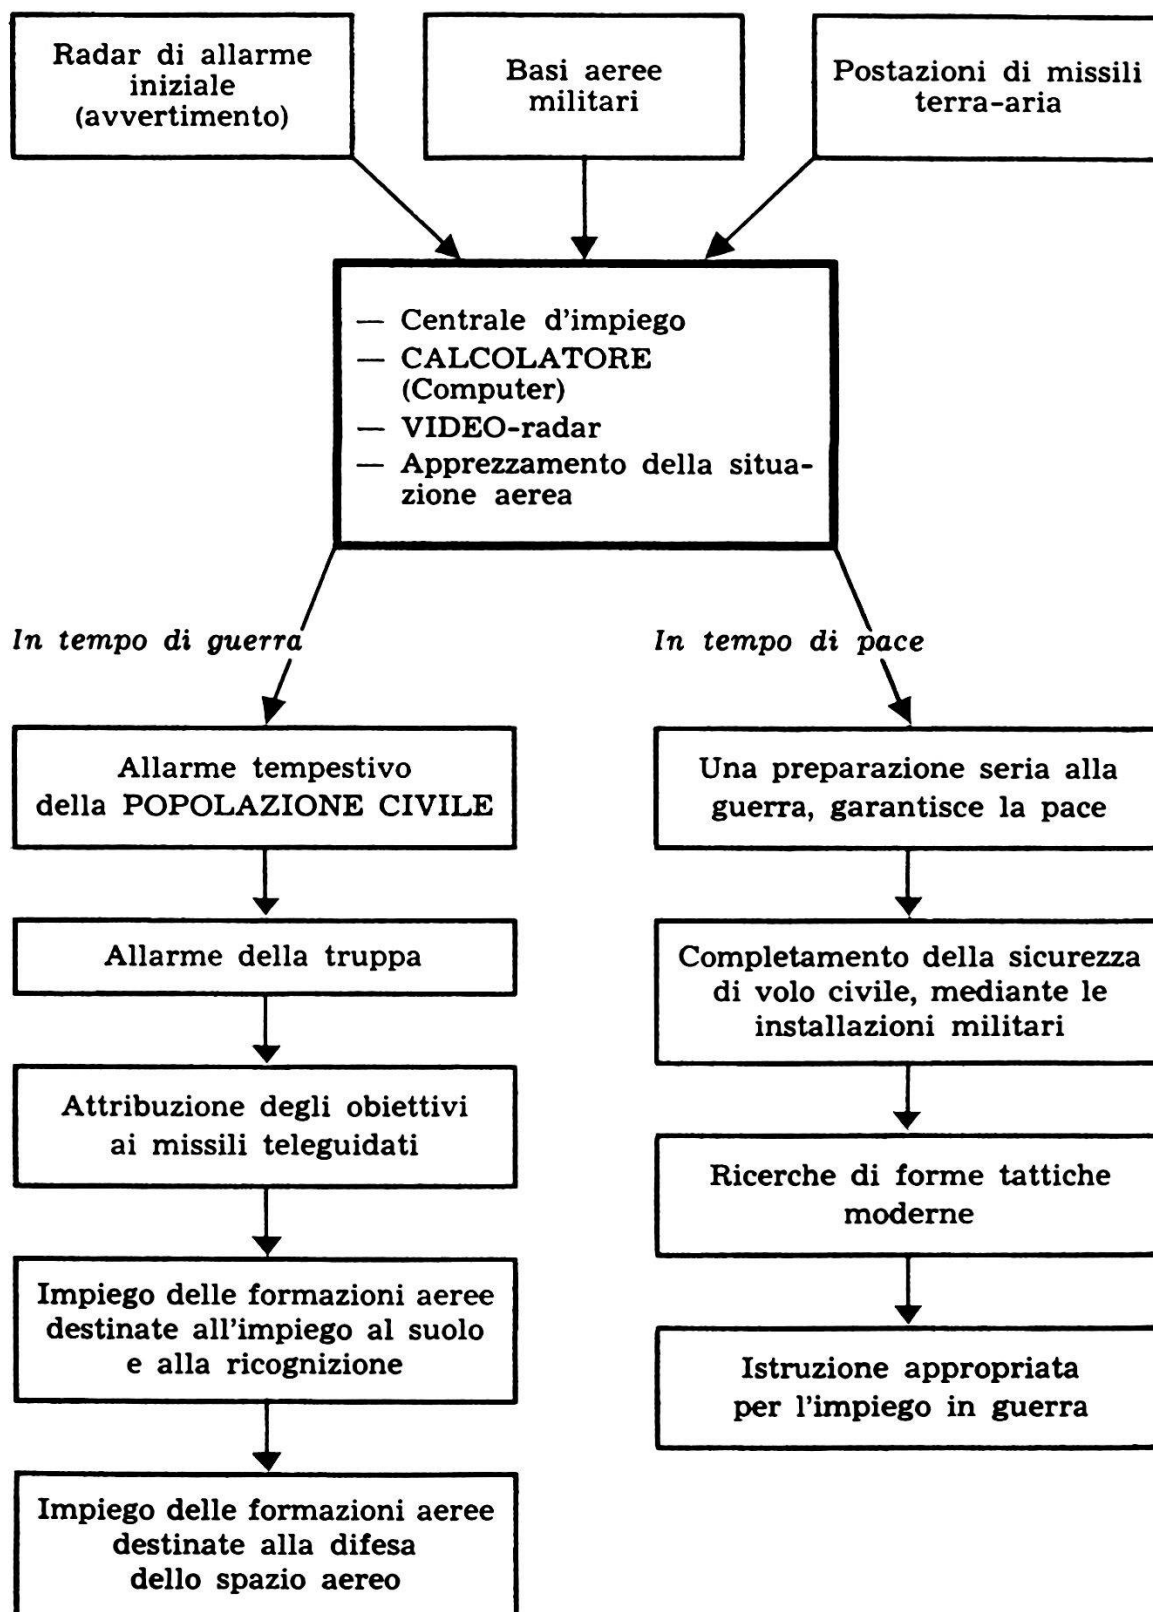 Radar di allarme
iniziale
(avvertimento)
Basi aeree
militari
Postazioni di missili
terra-aria
— Centrale d'impiego
— CALCOLATORE
(Computer)
— VIDEO-radar
— Apprezzamento della situa-
zione aerea
In tempo di guerra
In tempo di pace
Allarme tempestivo
della POPOLAZIONE CIVILE
Allarme della truppa
Attribuzione degli obiettivi
ai missili teleguidati
Impiego delle formazioni aeree
destinate all'impiego al suolo
e alla ricognizione
Impiego delle formazioni aeree
destinate alla difesa
dello spazio aereo
Una preparazione seria alla
guerra, garantisce la pace
Completamento della sicurezza
di volo civile, mediante le
installazioni militari
Ricerche di forme tattiche
moderne
Istruzione appropriata
per l'impiego in guerra